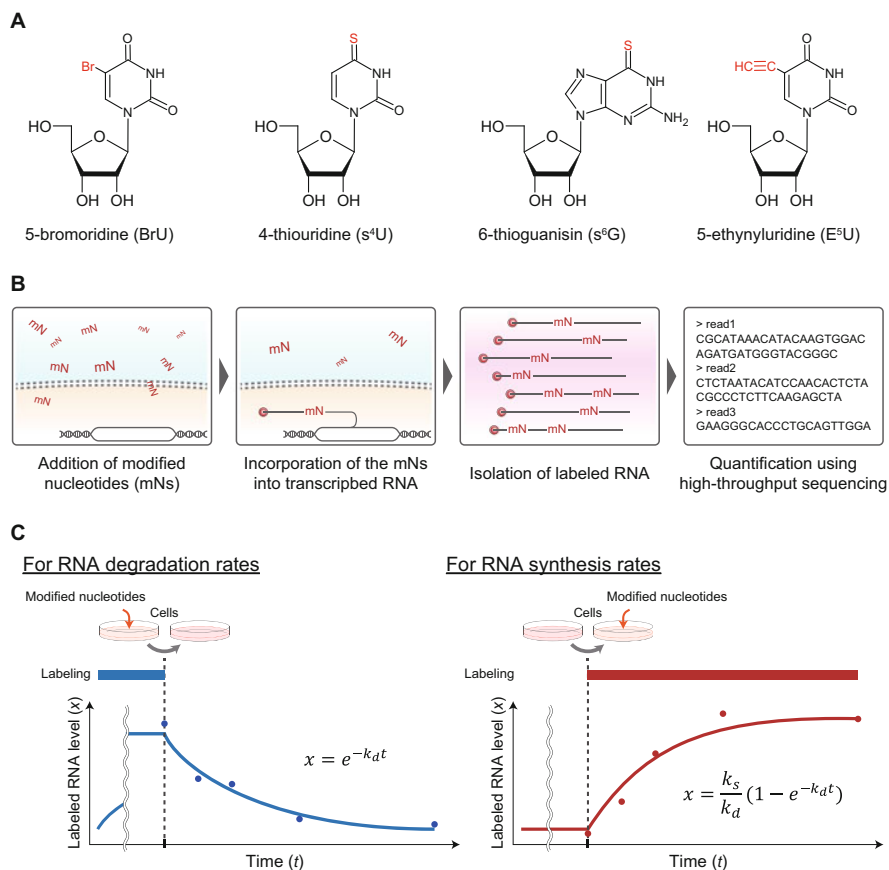 A
Br
O
NH
O
N
HO
O
OH OH
5-bromoridine (BrU)
S
NH
O
N
HO
O
OH OH
4-thiouridine (s⁴U)
S
N
NH
N
N
NH₂
HO
O
OH OH
6-thioguanisin (s⁶G)
HC≡C
O
NH
O
N
HO
O
OH OH
5-ethynyluridine (E⁵U)
B
mN
mN
mN
mN
mN
mN
mN
mN
mN
Addition of modified
nucleotides (mNs)
mN
mN
mN
mN
Incorporation of the mNs
into transcripbed RNA
mN
mN
mN
mN
mN mN
mN
mN mN
Isolation of labeled RNA
> read1
CGCATAAACATACAAGTGGAC
AGATGATGGGTACGGGC
> read2
CTCTAATACATCCAACACTCTA
CGCCCTCTTCAAGAGCTA
> read3
GAAGGGCACCCTGCAGTTGGA
Quantification using
high-throughput sequencing
C
For RNA degradation rates
Modified nucleotides
Cells
Labeling
Labeled RNA level (x)
x = e^{-k_d t}
Time (t)
For RNA synthesis rates
Modified nucleotides
Cells
Labeling
Labeled RNA level (x)
x = \frac{k_s}{k_d}(1 − e^{-k_d t})
Time (t)